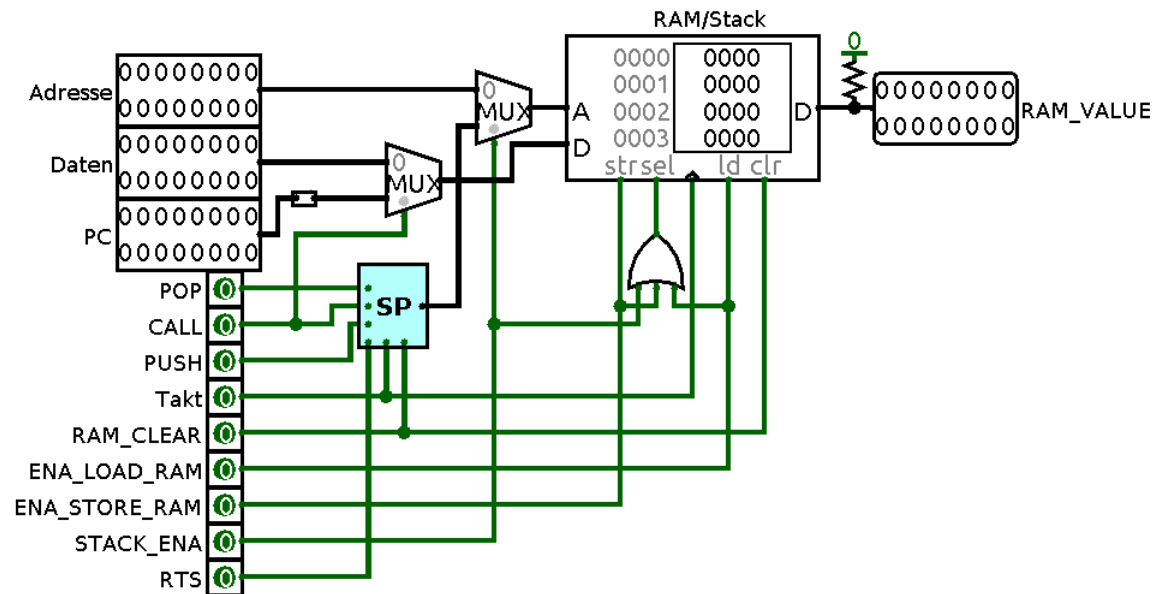 RAM/Stack
Adresse
00000000
00000000
Daten
00000000
00000000
PC
00000000
00000000
0
MUX
0
MUX
A
D
0000 0000
0001 0000
0002 0000
0003 0000
D
str sel ld clr
0
00000000
00000000
RAM_VALUE
SP
POP 0
CALL 0
PUSH 0
Takt 0
RAM_CLEAR 0
ENA_LOAD_RAM 0
ENA_STORE_RAM 0
STACK_ENA 0
RTS 0